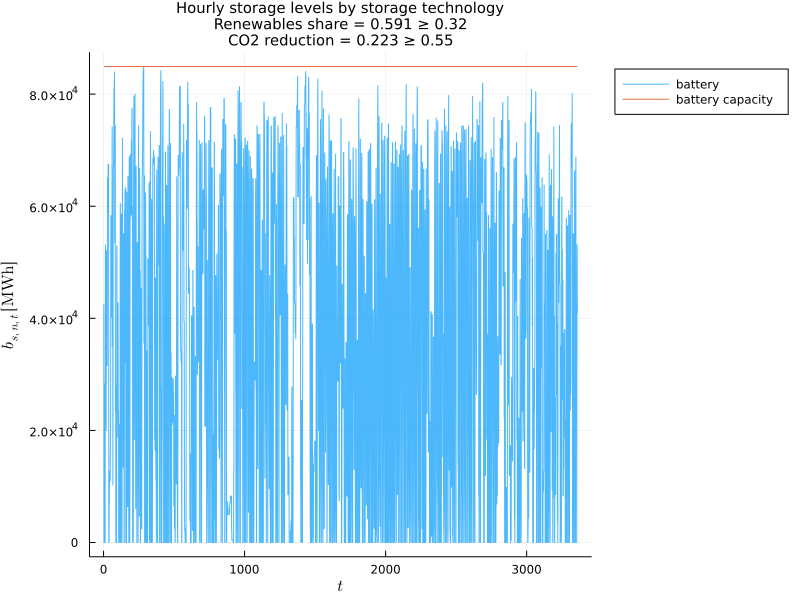 Hourly storage levels by storage technology
Renewables share = 0.591 ≥ 0.32
CO2 reduction = 0.223 ≥ 0.55
battery
battery capacity
8.0×10⁴
6.0×10⁴
4.0×10⁴
2.0×10⁴
0
b_{s,n,t} [MWh]
0 1000 2000 3000
t